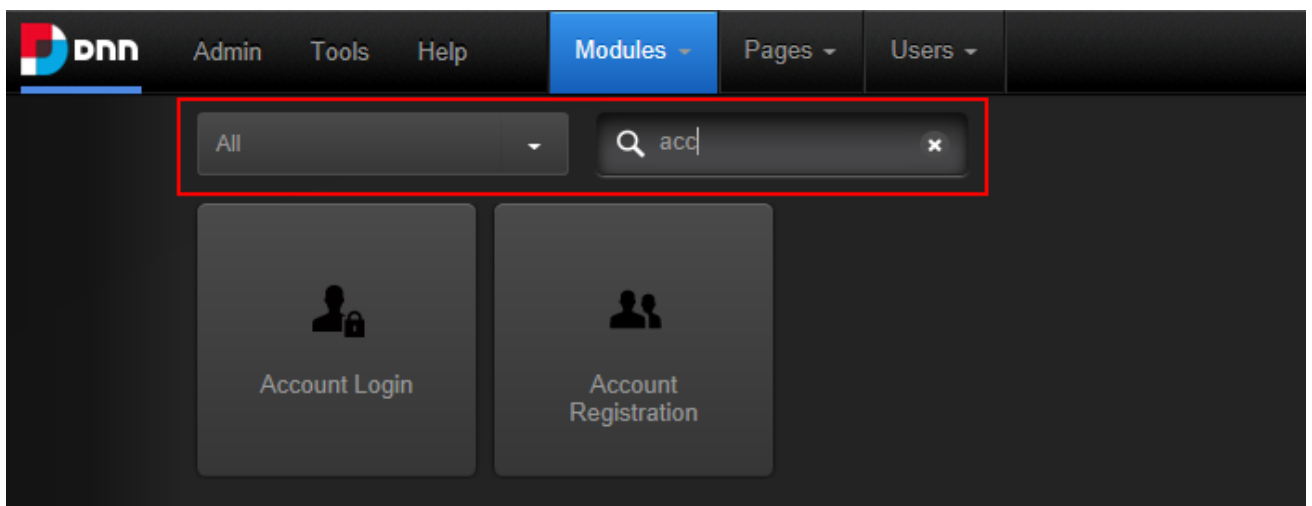 DNN Admin Tools Help Modules Pages Users
All acc
Account Login Account
Registration